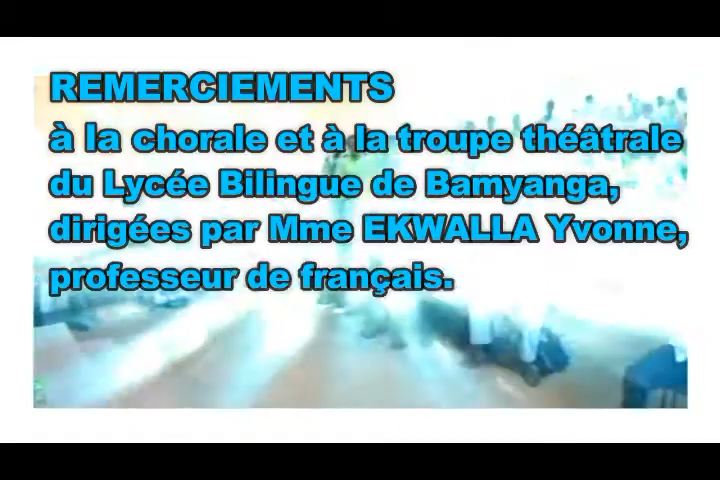 REMERCIEMENTS
à la chorale et à la troupe théâtrale
du Lycée Bilingue de Bamyanga,
dirigées par Mme EKWALLA Yvonne,
professeur de français.